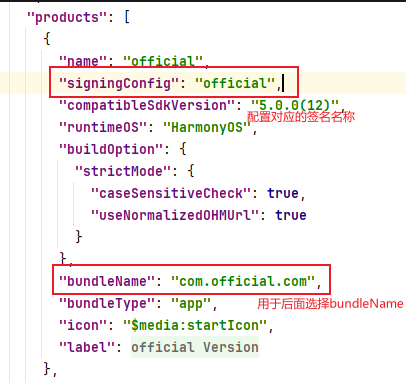 "products": [
{
"name": "official",
"signingConfig": "official",
"compatibleSdkVersion": "5.0.0(12)",
配置对应的签名名称
"runtimeOS": "HarmonyOS",
"buildOption": {
"strictMode": {
"caseSensitiveCheck": true,
"useNormalizedOHMUrl": true
}
},
"bundleName": "com.official.com",
"bundleType": "app",
用于后面选择bundleName
"icon": "$media:startIcon",
"label": official Version
},